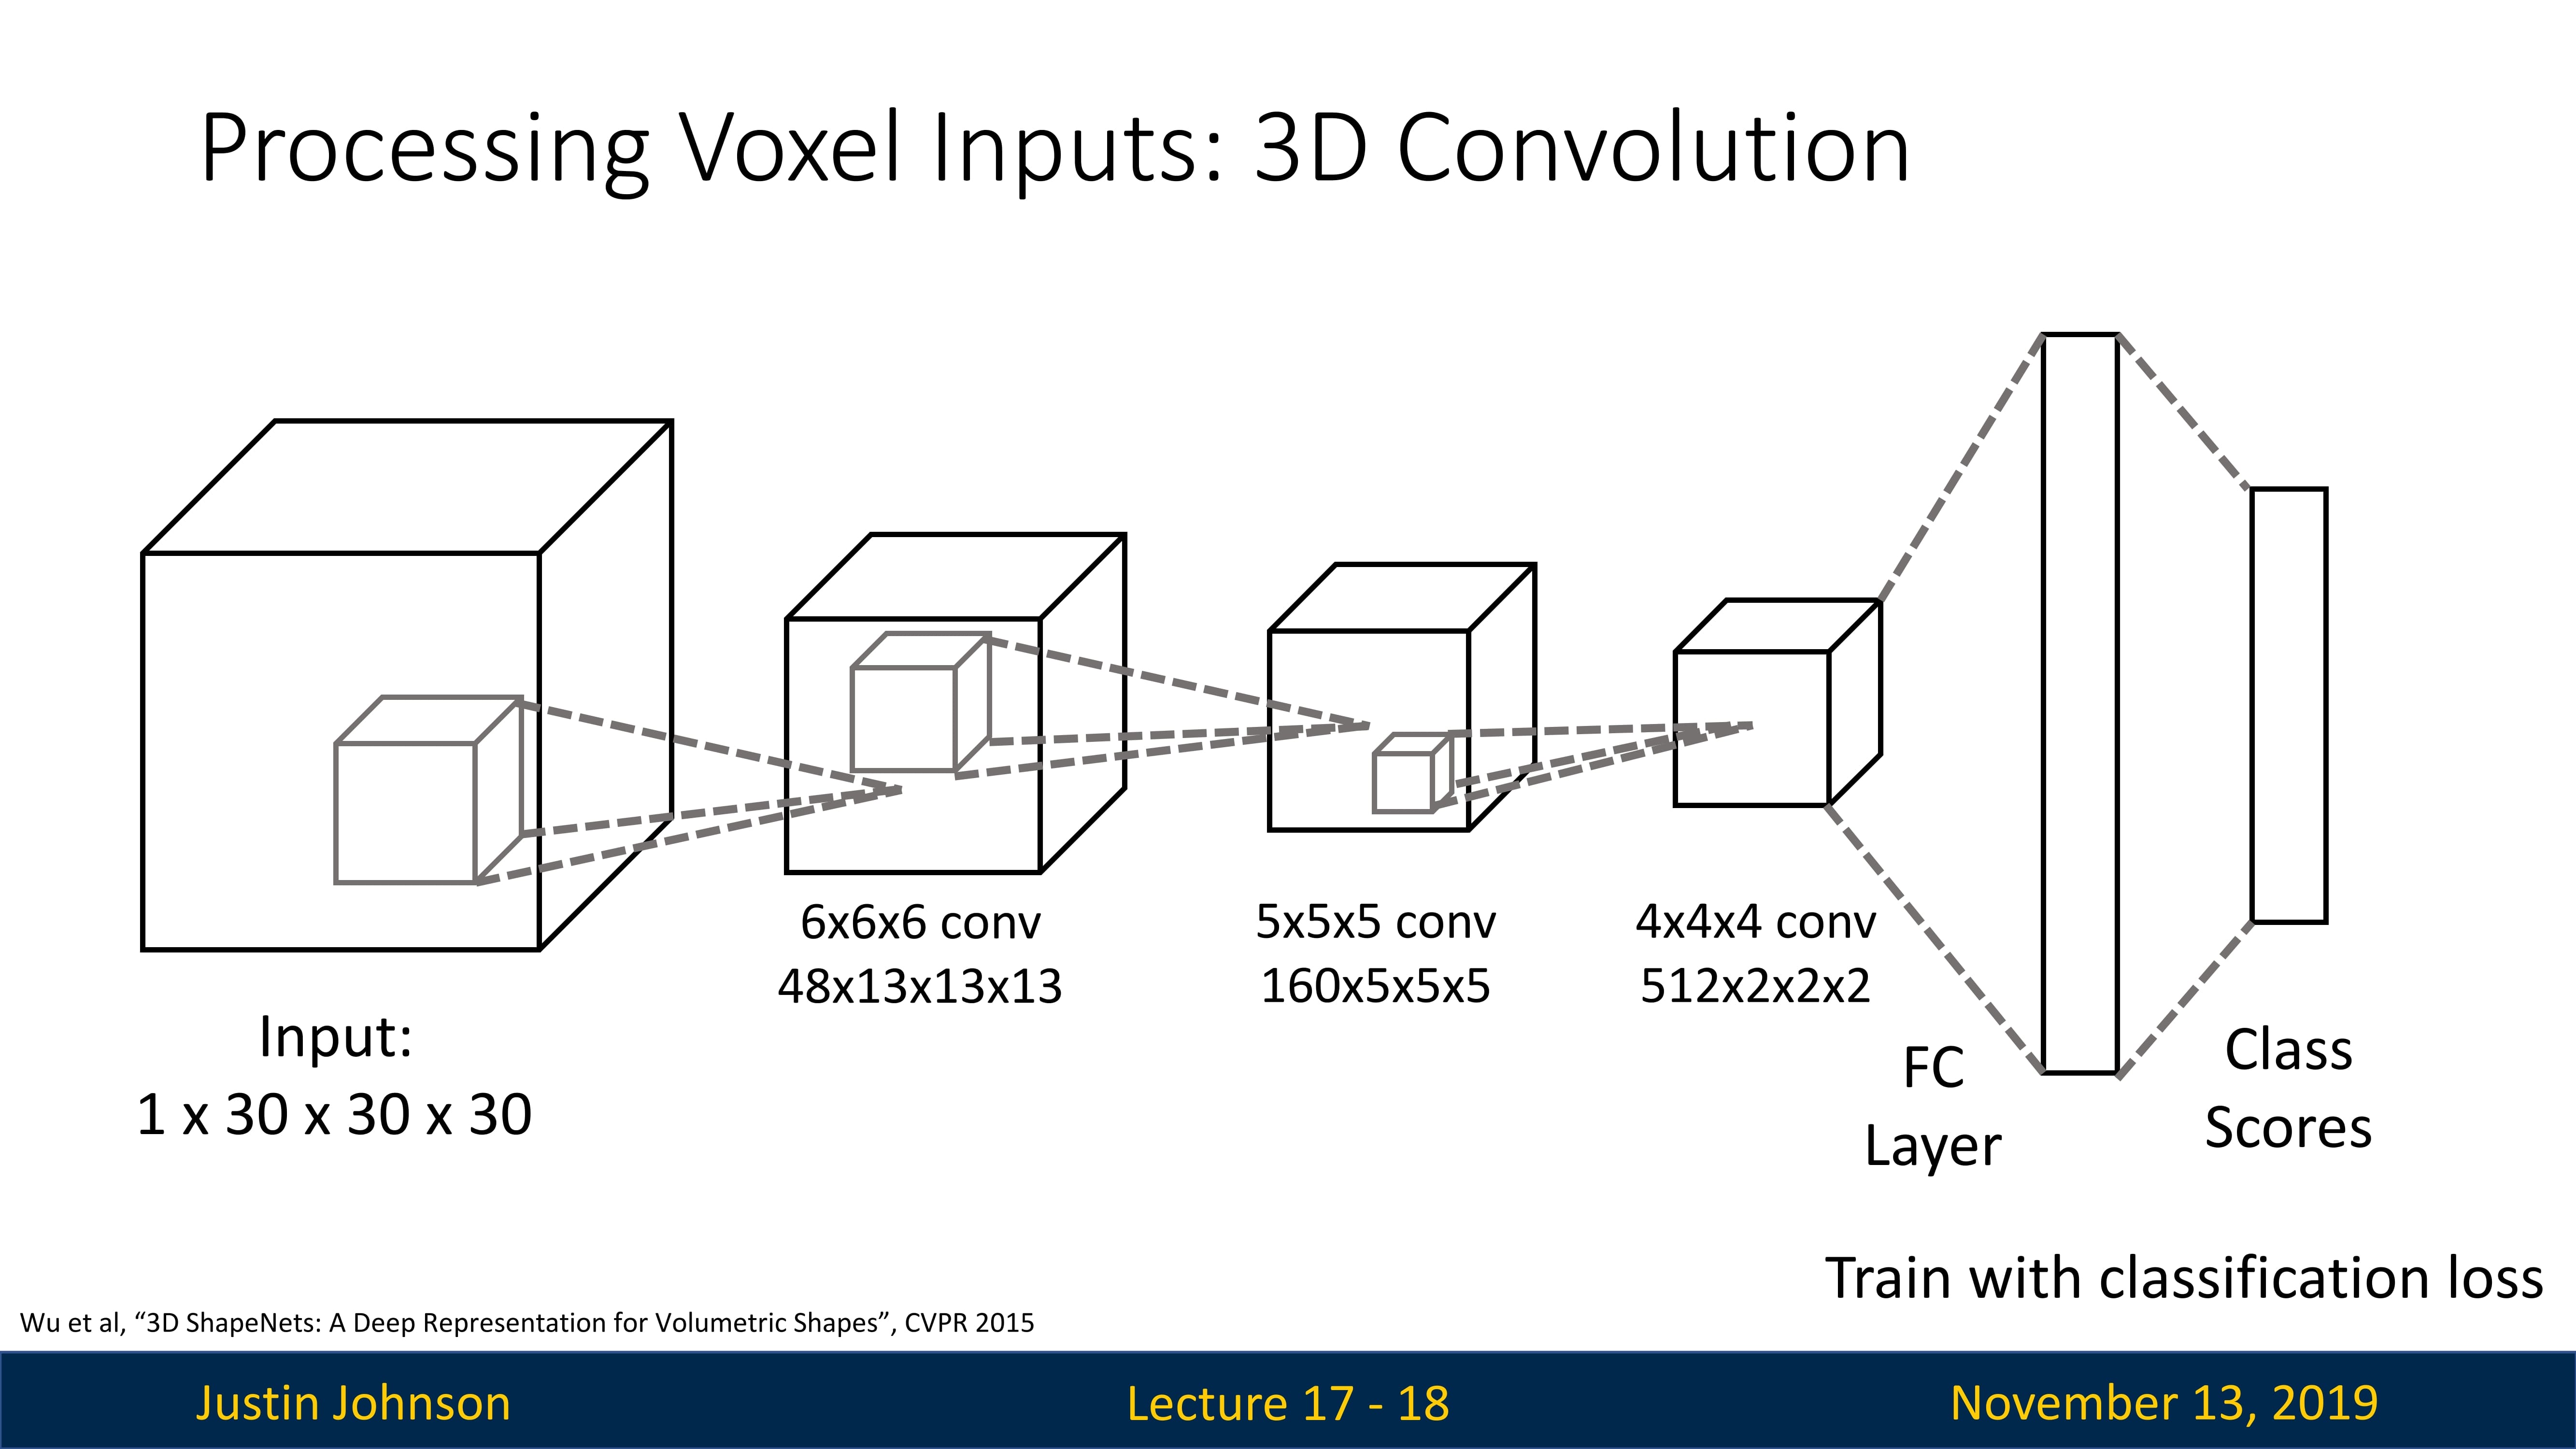 Processing Voxel Inputs: 3D Convolution
Input:
1 x 30 x 30 x 30
6x6x6 conv
48x13x13x13
5x5x5 conv
160x5x5x5
4x4x4 conv
512x2x2x2
FC
Layer
Class
Scores
Train with classification loss
Wu et al, “3D ShapeNets: A Deep Representation for Volumetric Shapes”, CVPR 2015
Justin Johnson
Lecture 17 - 18
November 13, 2019